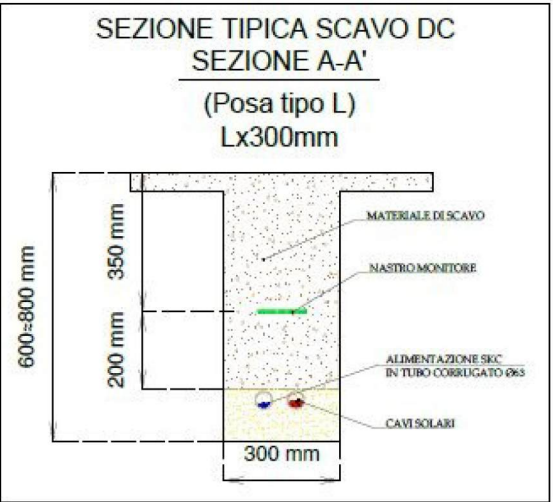 SEZIONE TIPICA SCAVO DC
SEZIONE A-A'
(Posa tipo L)
Lx300mm
MATERIALE DI SCAVO
350 mm
NASTRO MONITORE
600≈800 mm
200 mm
ALIMENTAZIONE SKC
IN TUBO CORRUGATO Ø63
CAVI SOLARI
300 mm